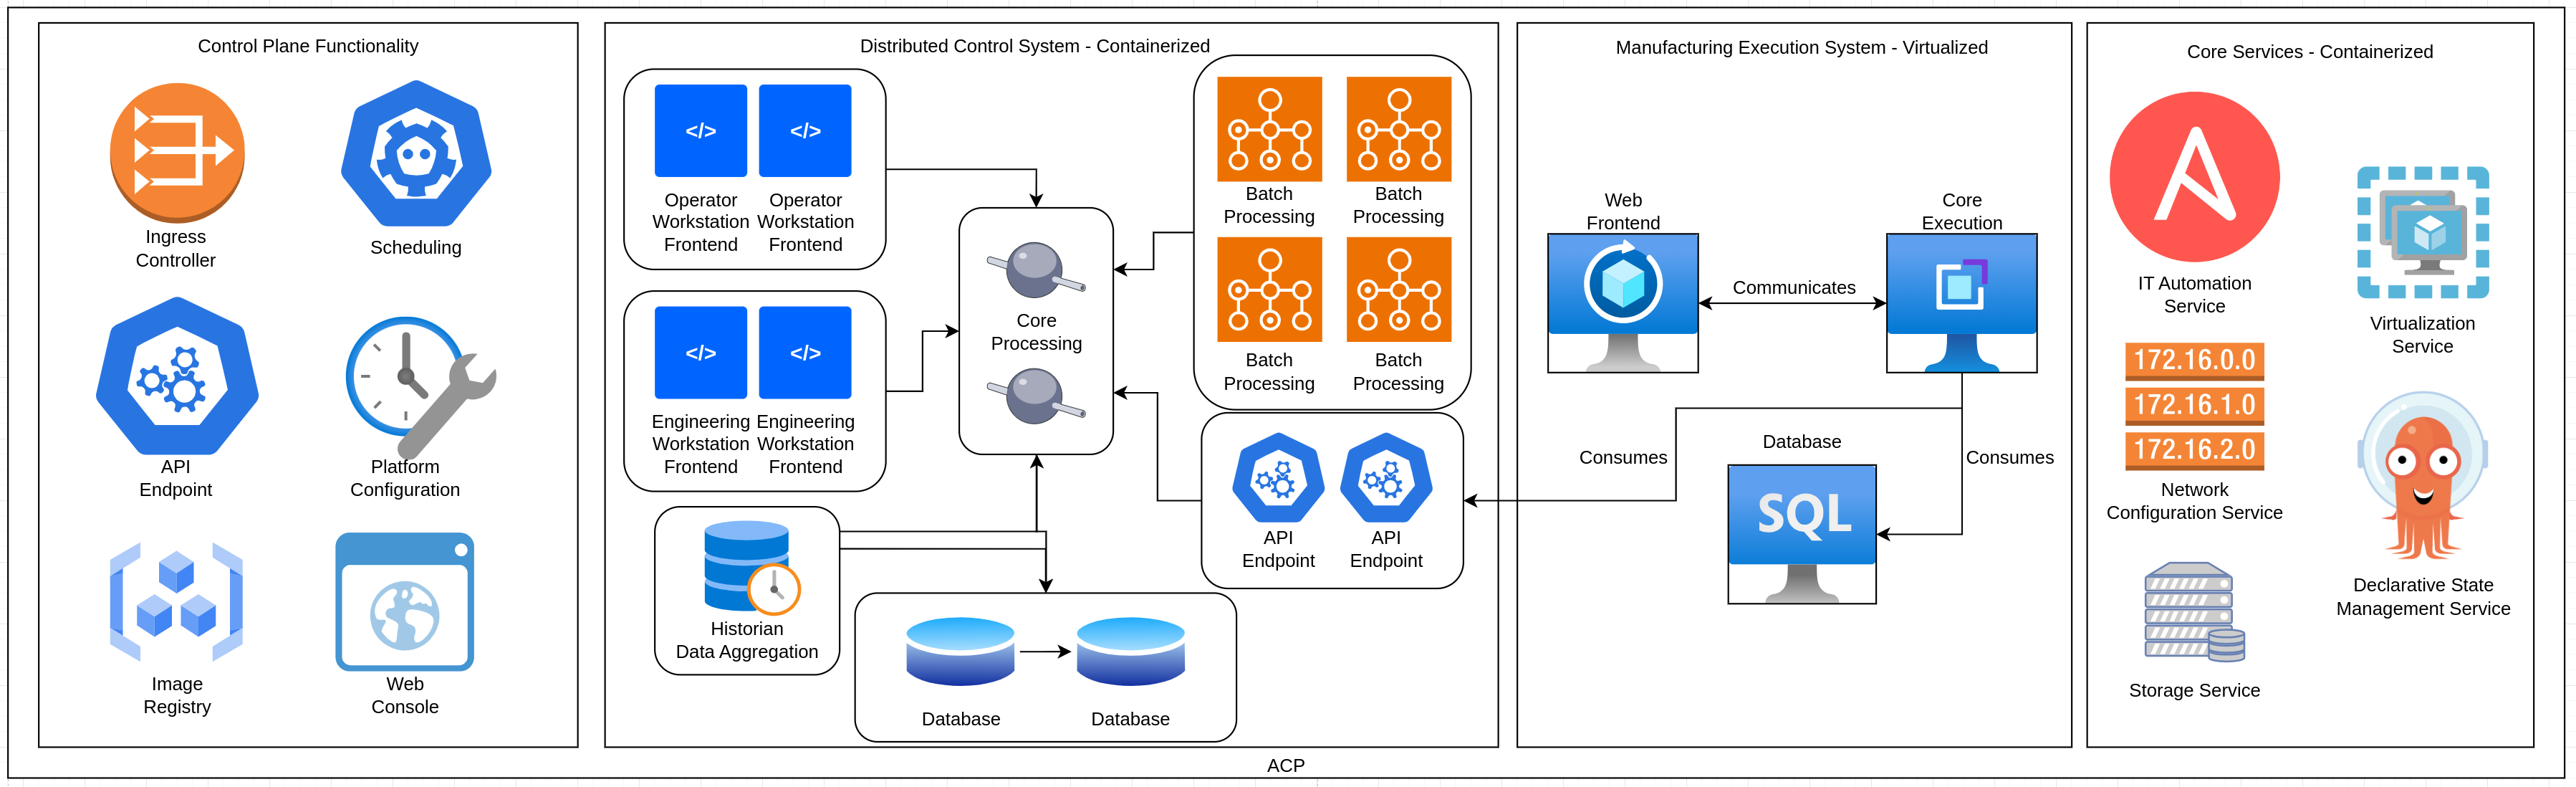 Control Plane Functionality
Ingress
Controller
Scheduling
API
Endpoint
Platform
Configuration
Image
Registry
Web
Console
Distributed Control System - Containerized
</>
</>
Operator
Workstation
Frontend
Operator
Workstation
Frontend
</>
</>
Engineering
Workstation
Frontend
Engineering
Workstation
Frontend
Historian
Data Aggregation
Core
Processing
Database
Database
Batch
Processing
Batch
Processing
Batch
Processing
Batch
Processing
API
Endpoint
API
Endpoint
Manufacturing Execution System - Virtualized
Web
Frontend
Communicates
Core
Execution
Consumes
Consumes
Database
SQL
Core Services - Containerized
IT Automation
Service
Virtualization
Service
172.16.0.0
172.16.1.0
172.16.2.0
Network
Configuration Service
Declarative State
Management Service
Storage Service
ACP